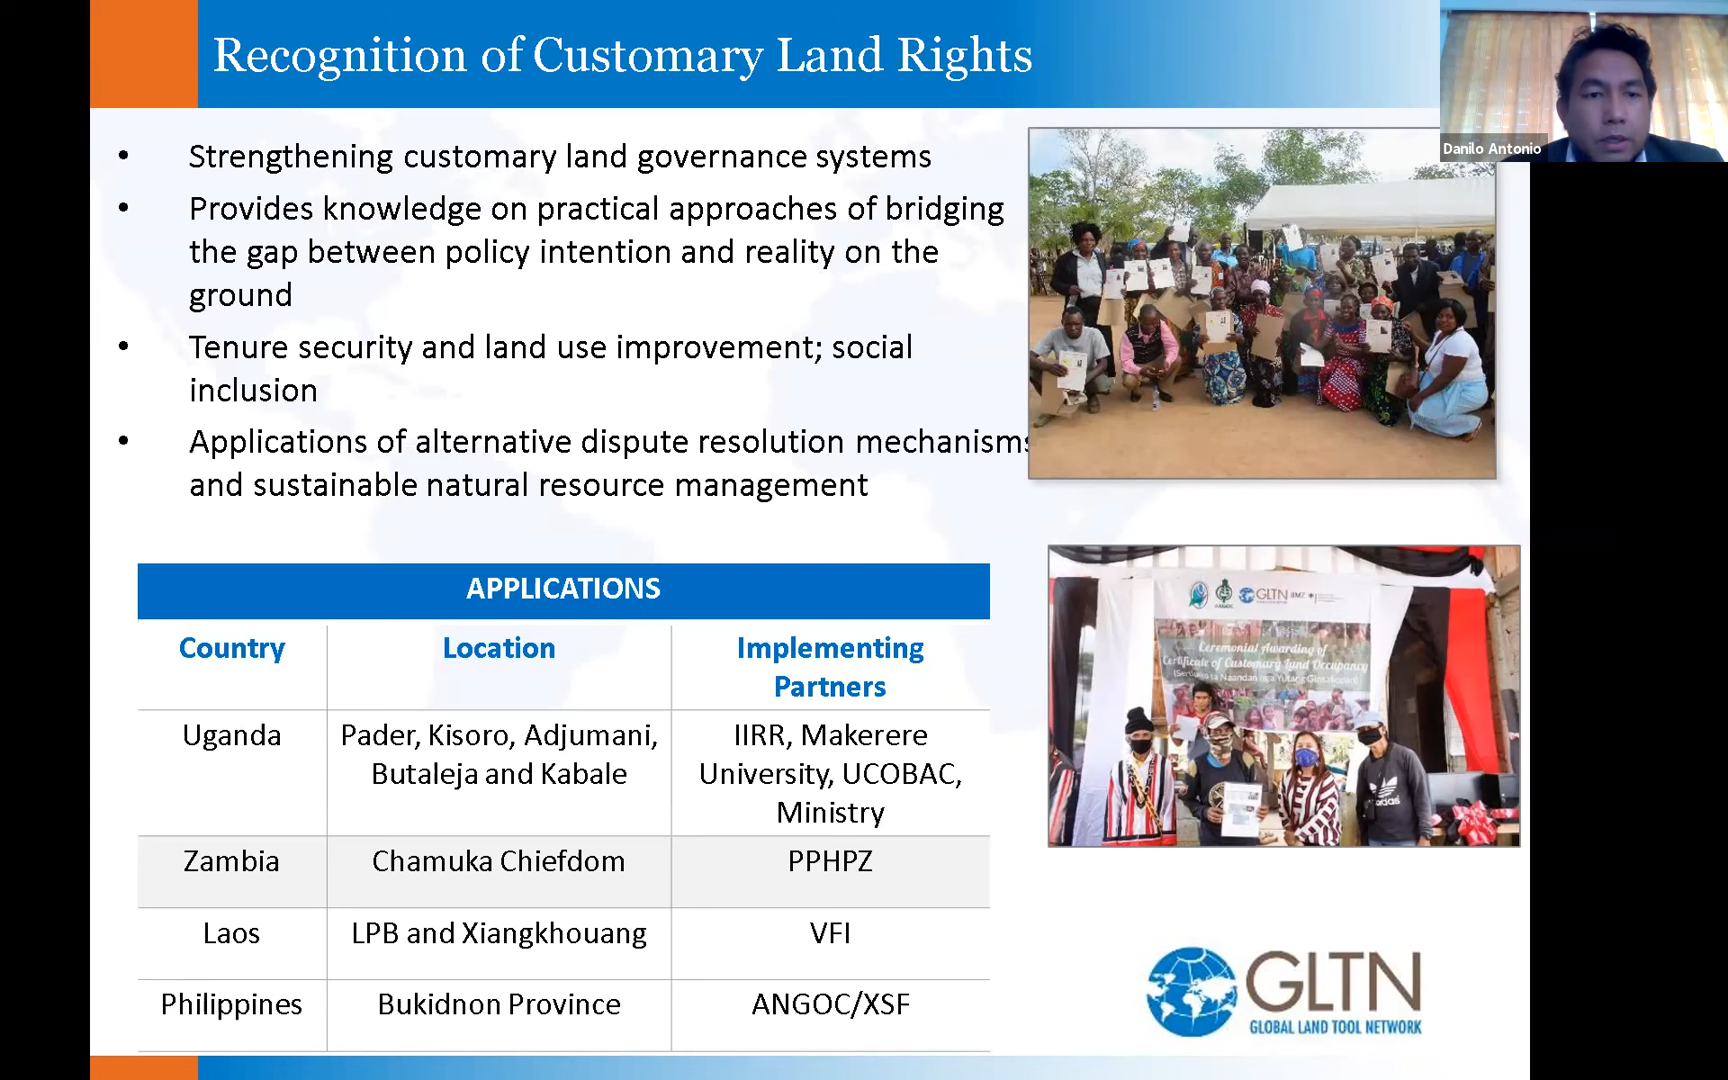 Recognition of Customary Land Rights
Danilo Antonio
• Strengthening customary land governance systems
• Provides knowledge on practical approaches of bridging
the gap between policy intention and reality on the
ground
• Tenure security and land use improvement; social
inclusion
• Applications of alternative dispute resolution mechanisms
and sustainable natural resource management
APPLICATIONS
Country Location Implementing
Partners
Uganda Pader, Kisoro, Adjumani,
Butaleja and Kabale IIRR, Makerere
University, UCOBAC,
Ministry
Zambia Chamuka Chiefdom PPHPZ
Laos LPB and Xiangkhouang VFI
Philippines Bukidnon Province ANGOC/XSF
GLTN
Ceremonial Awarding of
Certificate of Customary Land Occupancy
adidas
GLTN
GLOBAL LAND TOOL NETWORK